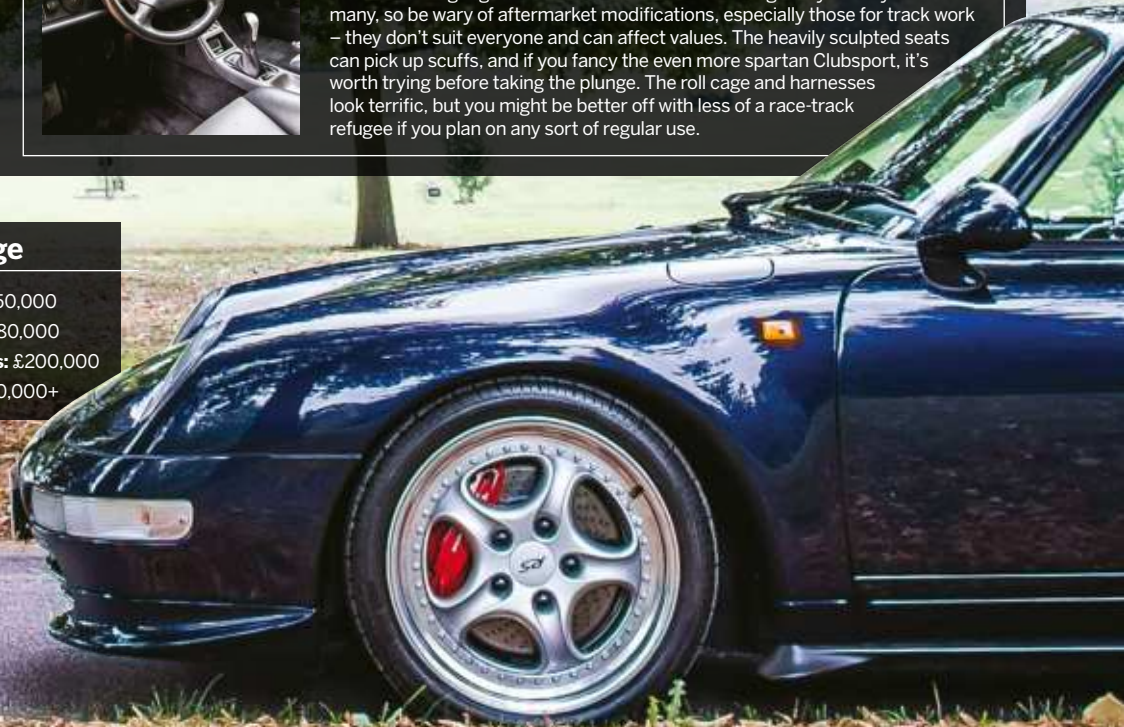 many, so be wary of aftermarket modifications, especially those for track work
– they don’t suit everyone and can affect values. The heavily sculpted seats
can pick up scuffs, and if you fancy the even more spartan Clubsport, it’s
worth trying before taking the plunge. The roll cage and harnesses
look terrific, but you might be better off with less of a race-track
refugee if you plan on any sort of regular use.
ge
50,000
80,000
s: £200,000
0,000+
RS